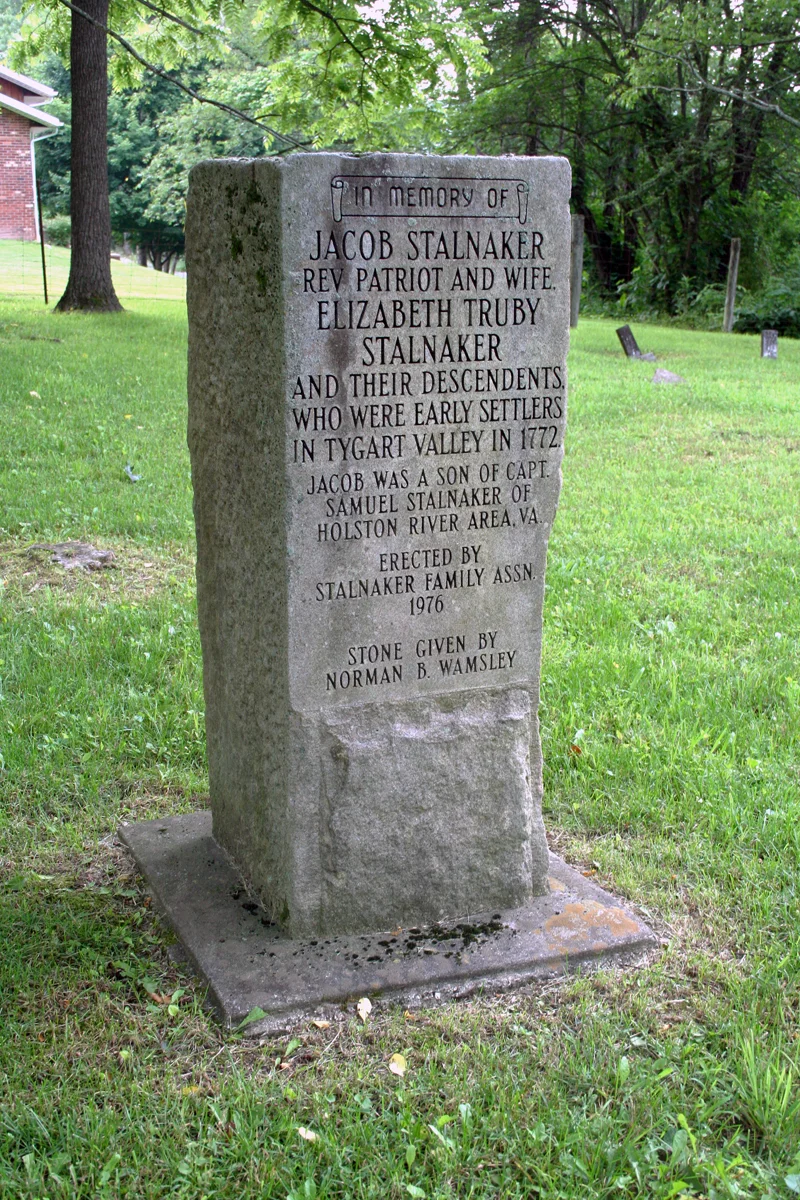 IN MEMORY OF
JACOB STALNAKER
REV PATRIOT AND WIFE.
ELIZABETH TRUBY
STALNAKER
AND THEIR DESCENDENTS,
WHO WERE EARLY SETTLERS
IN TYGART VALLEY IN 1772.
JACOB WAS A SON OF CAPT.
SAMUEL STALNAKER OF
HOLSTON RIVER AREA, VA.
ERECTED BY
STALNAKER FAMILY ASSN.
1976
STONE GIVEN BY
NORMAN B. WAMSLEY